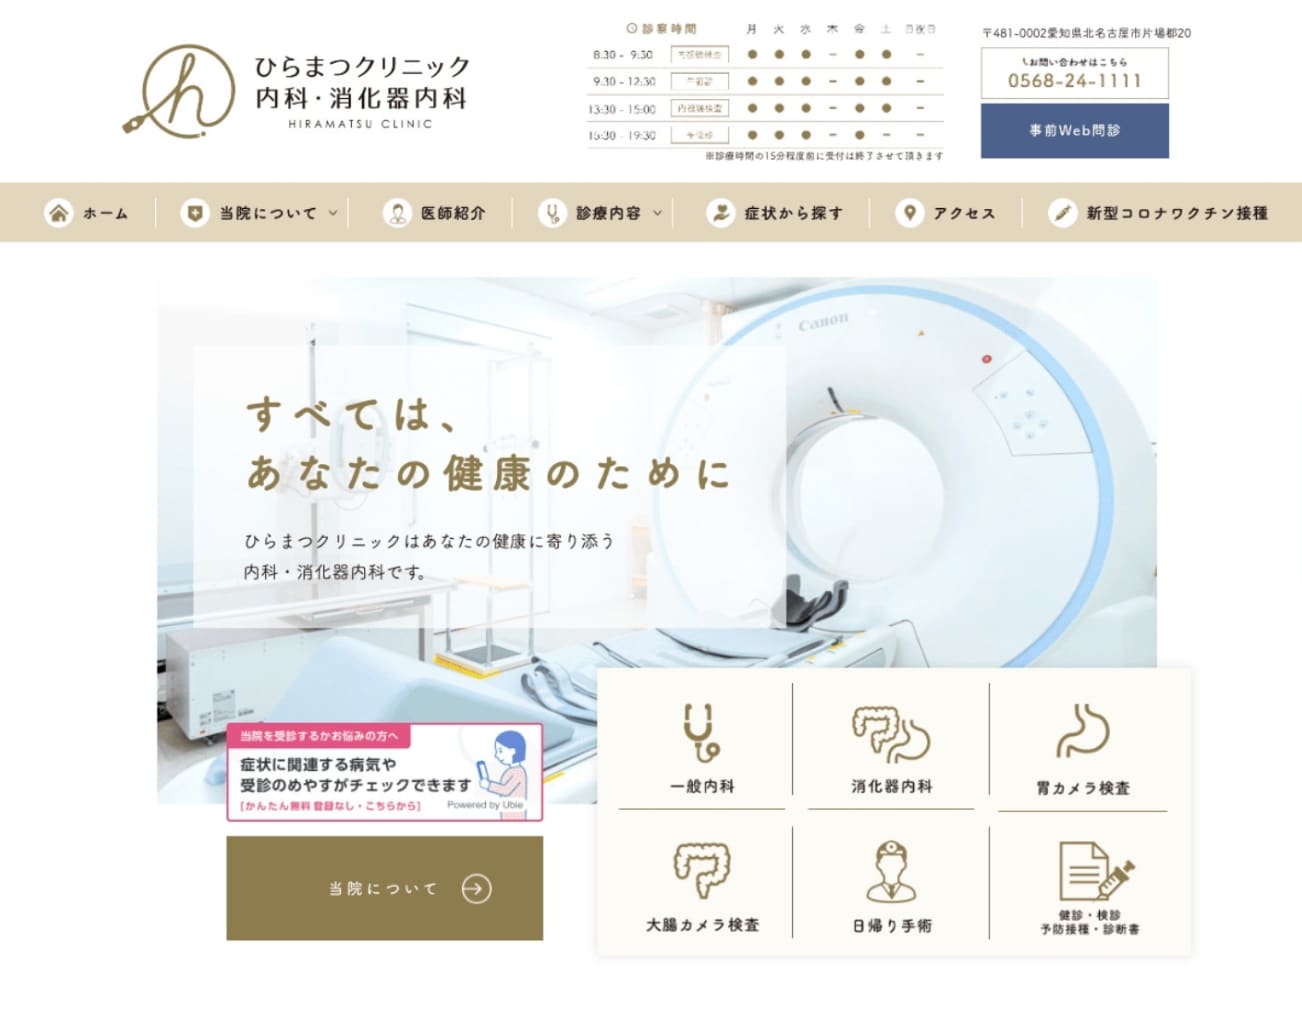 ひらまつクリニック
内科・消化器内科
HIRAMATSU CLINIC
診察時間 月 火 水 木 金 土 日祝日
8:30 - 9:30 内視鏡検査 ● ● ● － ● ● －
9:30 - 12:30 午前診 ● ● ● － ● ● －
13:30 - 15:00 内視鏡検査 ● ● ● － ● ● －
15:30 - 19:30 午後診 ● ● ● － ● － －
※診療時間の15分程度前に受付は終了させて頂きます
〒481-0002愛知県北名古屋市片場都20
お問い合わせはこちら
0568-24-1111
事前Web問診
ホーム 当院について 医師紹介 診療内容 症状から探す アクセス 新型コロナワクチン接種
Canon
すべては、
あなたの健康のために
ひらまつクリニックはあなたの健康に寄り添う
内科・消化器内科です。
当院を受診するかお悩みの方へ
症状に関連する病気や
受診のめやすがチェックできます
[かんたん無料 登録なし・こちらから]
Powered by Ubie
当院について
一般内科
消化器内科
胃カメラ検査
大腸カメラ検査
日帰り手術
健診・検診
予防接種・診断書